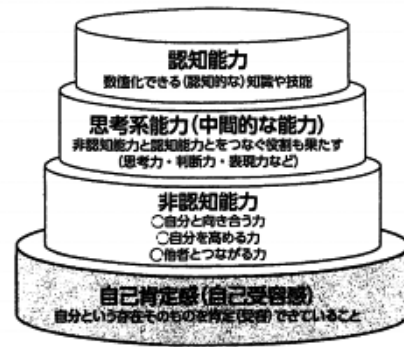 認知能力
数値化できる(認知的な)知識や技能
思考系能力(中間的な能力)
非認知能力と認知能力とをつなぐ役割も果たす
(思考力・判断力・表現力など)
非認知能力
○自分と向き合う力
○自分を高める力
○他者とつながる力
自己肯定感(自己受容感)
自分という存在そのものを肯定(受容)できていること